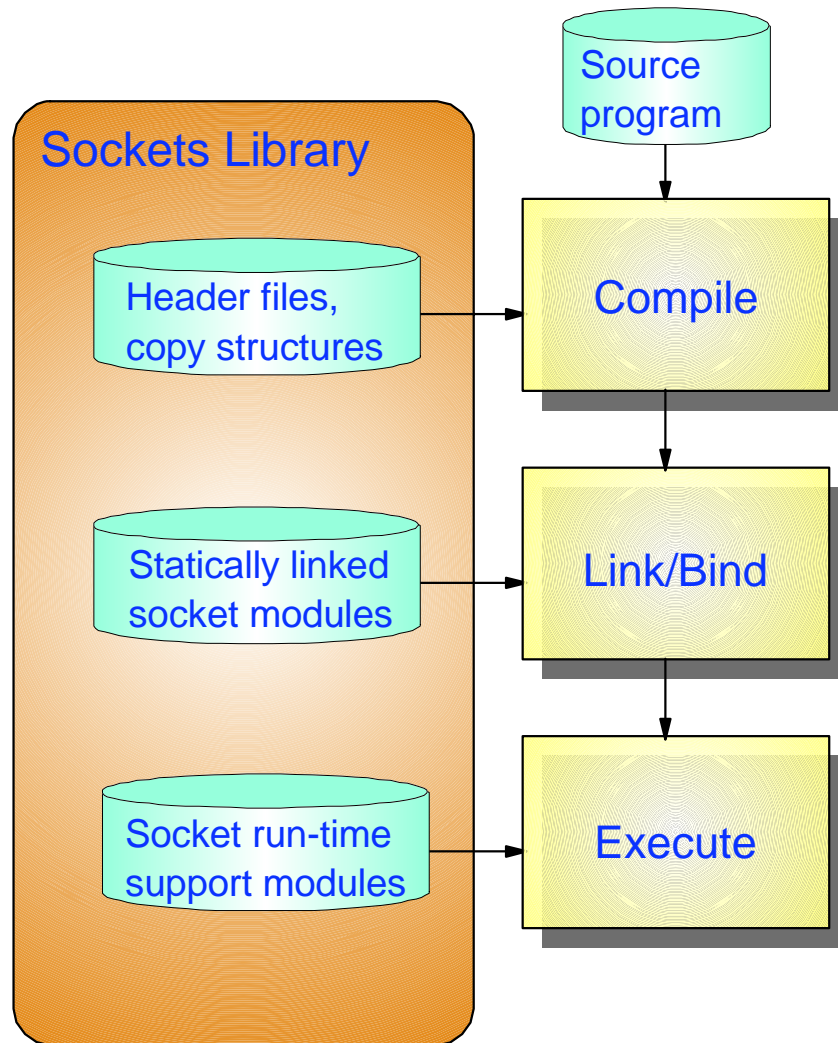 Source
program
Sockets Library
Header files,
copy structures
Compile
Statically linked
socket modules
Link/Bind
Socket run-time
support modules
Execute